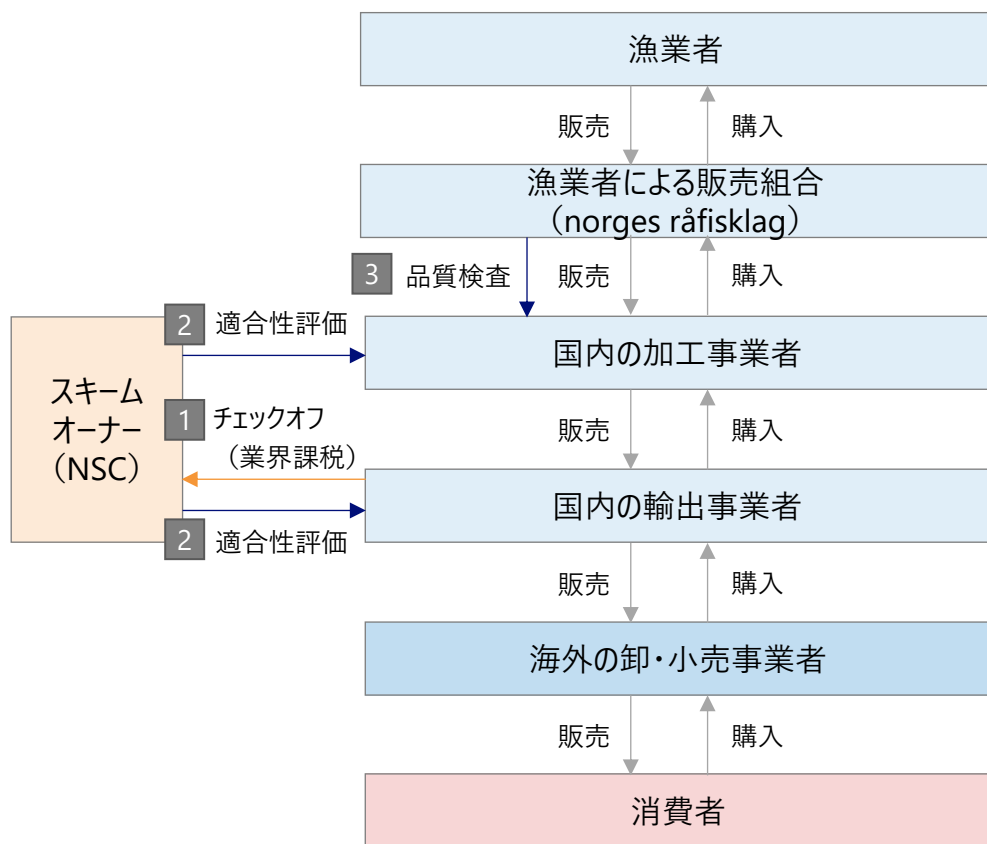 漁業者
販売
購入
漁業者による販売組合
（norges råfisklag）
3
品質検査
販売
購入
2
適合性評価
国内の加工事業者
スキーム
オーナー
（NSC）
1
チェックオフ
（業界課税）
販売
購入
国内の輸出事業者
2
適合性評価
販売
購入
海外の卸・小売事業者
販売
購入
消費者